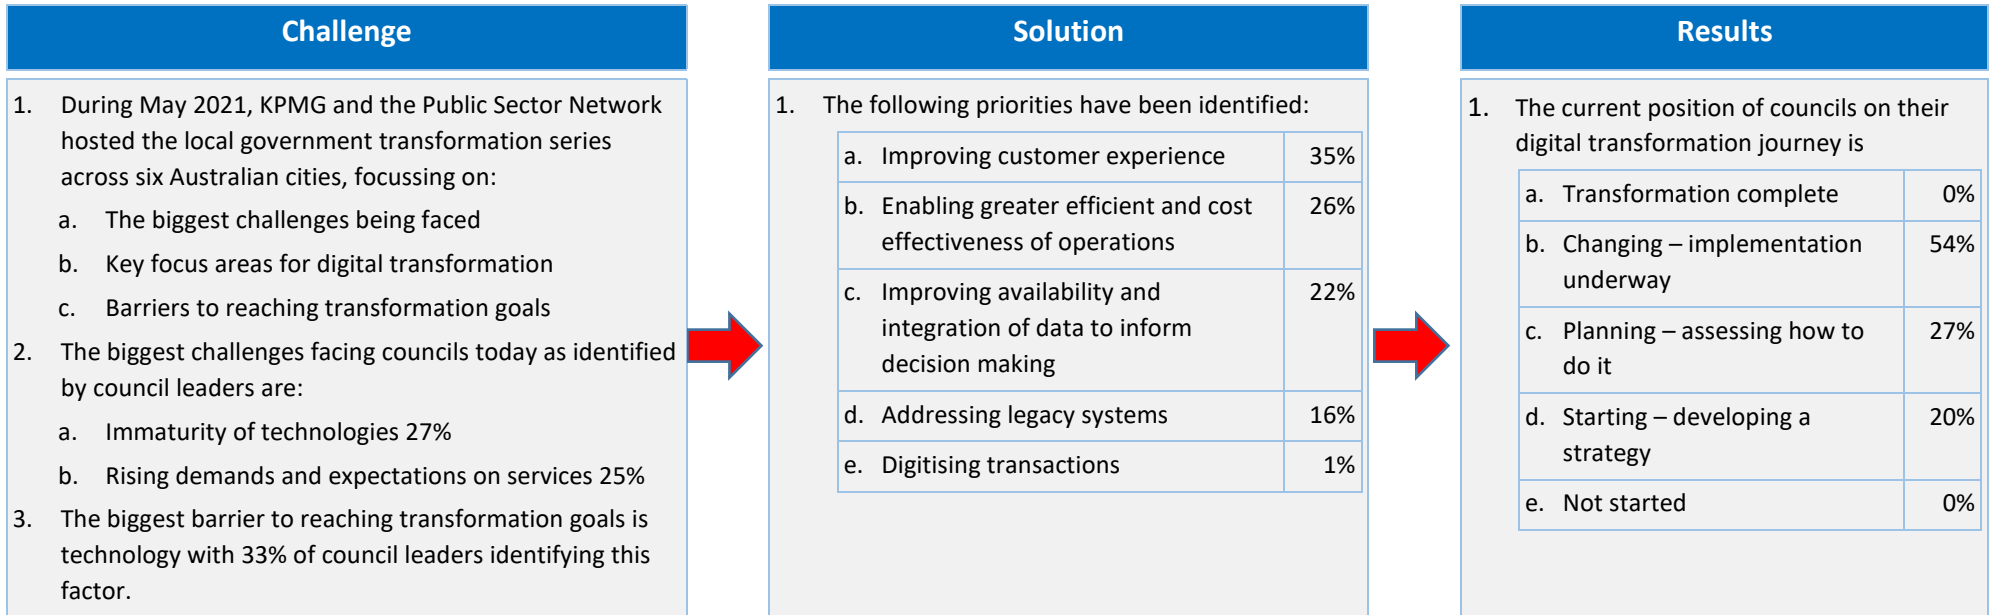 Challenge
1. During May 2021, KPMG and the Public Sector Network
hosted the local government transformation series
across six Australian cities, focussing on:
a. The biggest challenges being faced
b. Key focus areas for digital transformation
c. Barriers to reaching transformation goals
2. The biggest challenges facing councils today as identified
by council leaders are:
a. Immaturity of technologies 27%
b. Rising demands and expectations on services 25%
3. The biggest barrier to reaching transformation goals is
technology with 33% of council leaders identifying this
factor.
Solution
1. The following priorities have been identified:
a. Improving customer experience 35%
b. Enabling greater efficient and cost 26%
effectiveness of operations
c. Improving availability and 22%
integration of data to inform
decision making
d. Addressing legacy systems 16%
e. Digitising transactions 1%
Results
1. The current position of councils on their
digital transformation journey is
a. Transformation complete 0%
b. Changing – implementation 54%
underway
c. Planning – assessing how to 27%
do it
d. Starting – developing a 20%
strategy
e. Not started 0%